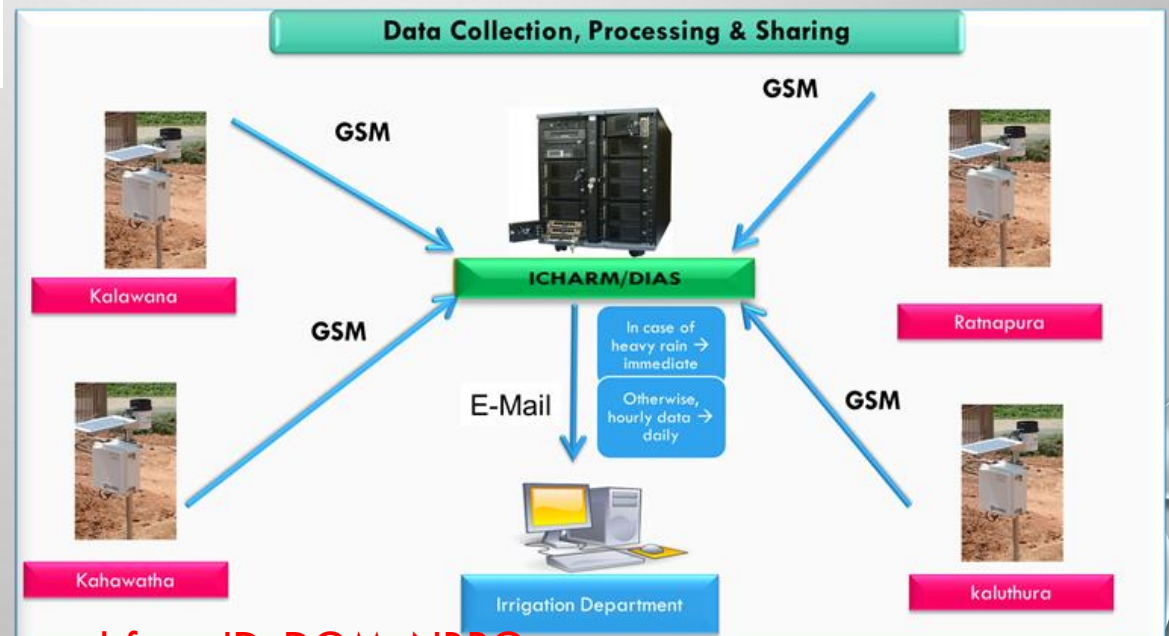 Data Collection, Processing & Sharing
GSM
GSM
ICHARM/DIAS
Kalawana
Ratnapura
GSM
In case of
heavy rain →
immediate
E-Mail
Otherwise,
hourly data →
daily
GSM
Kahawatha
kaluthura
Irrigation Department